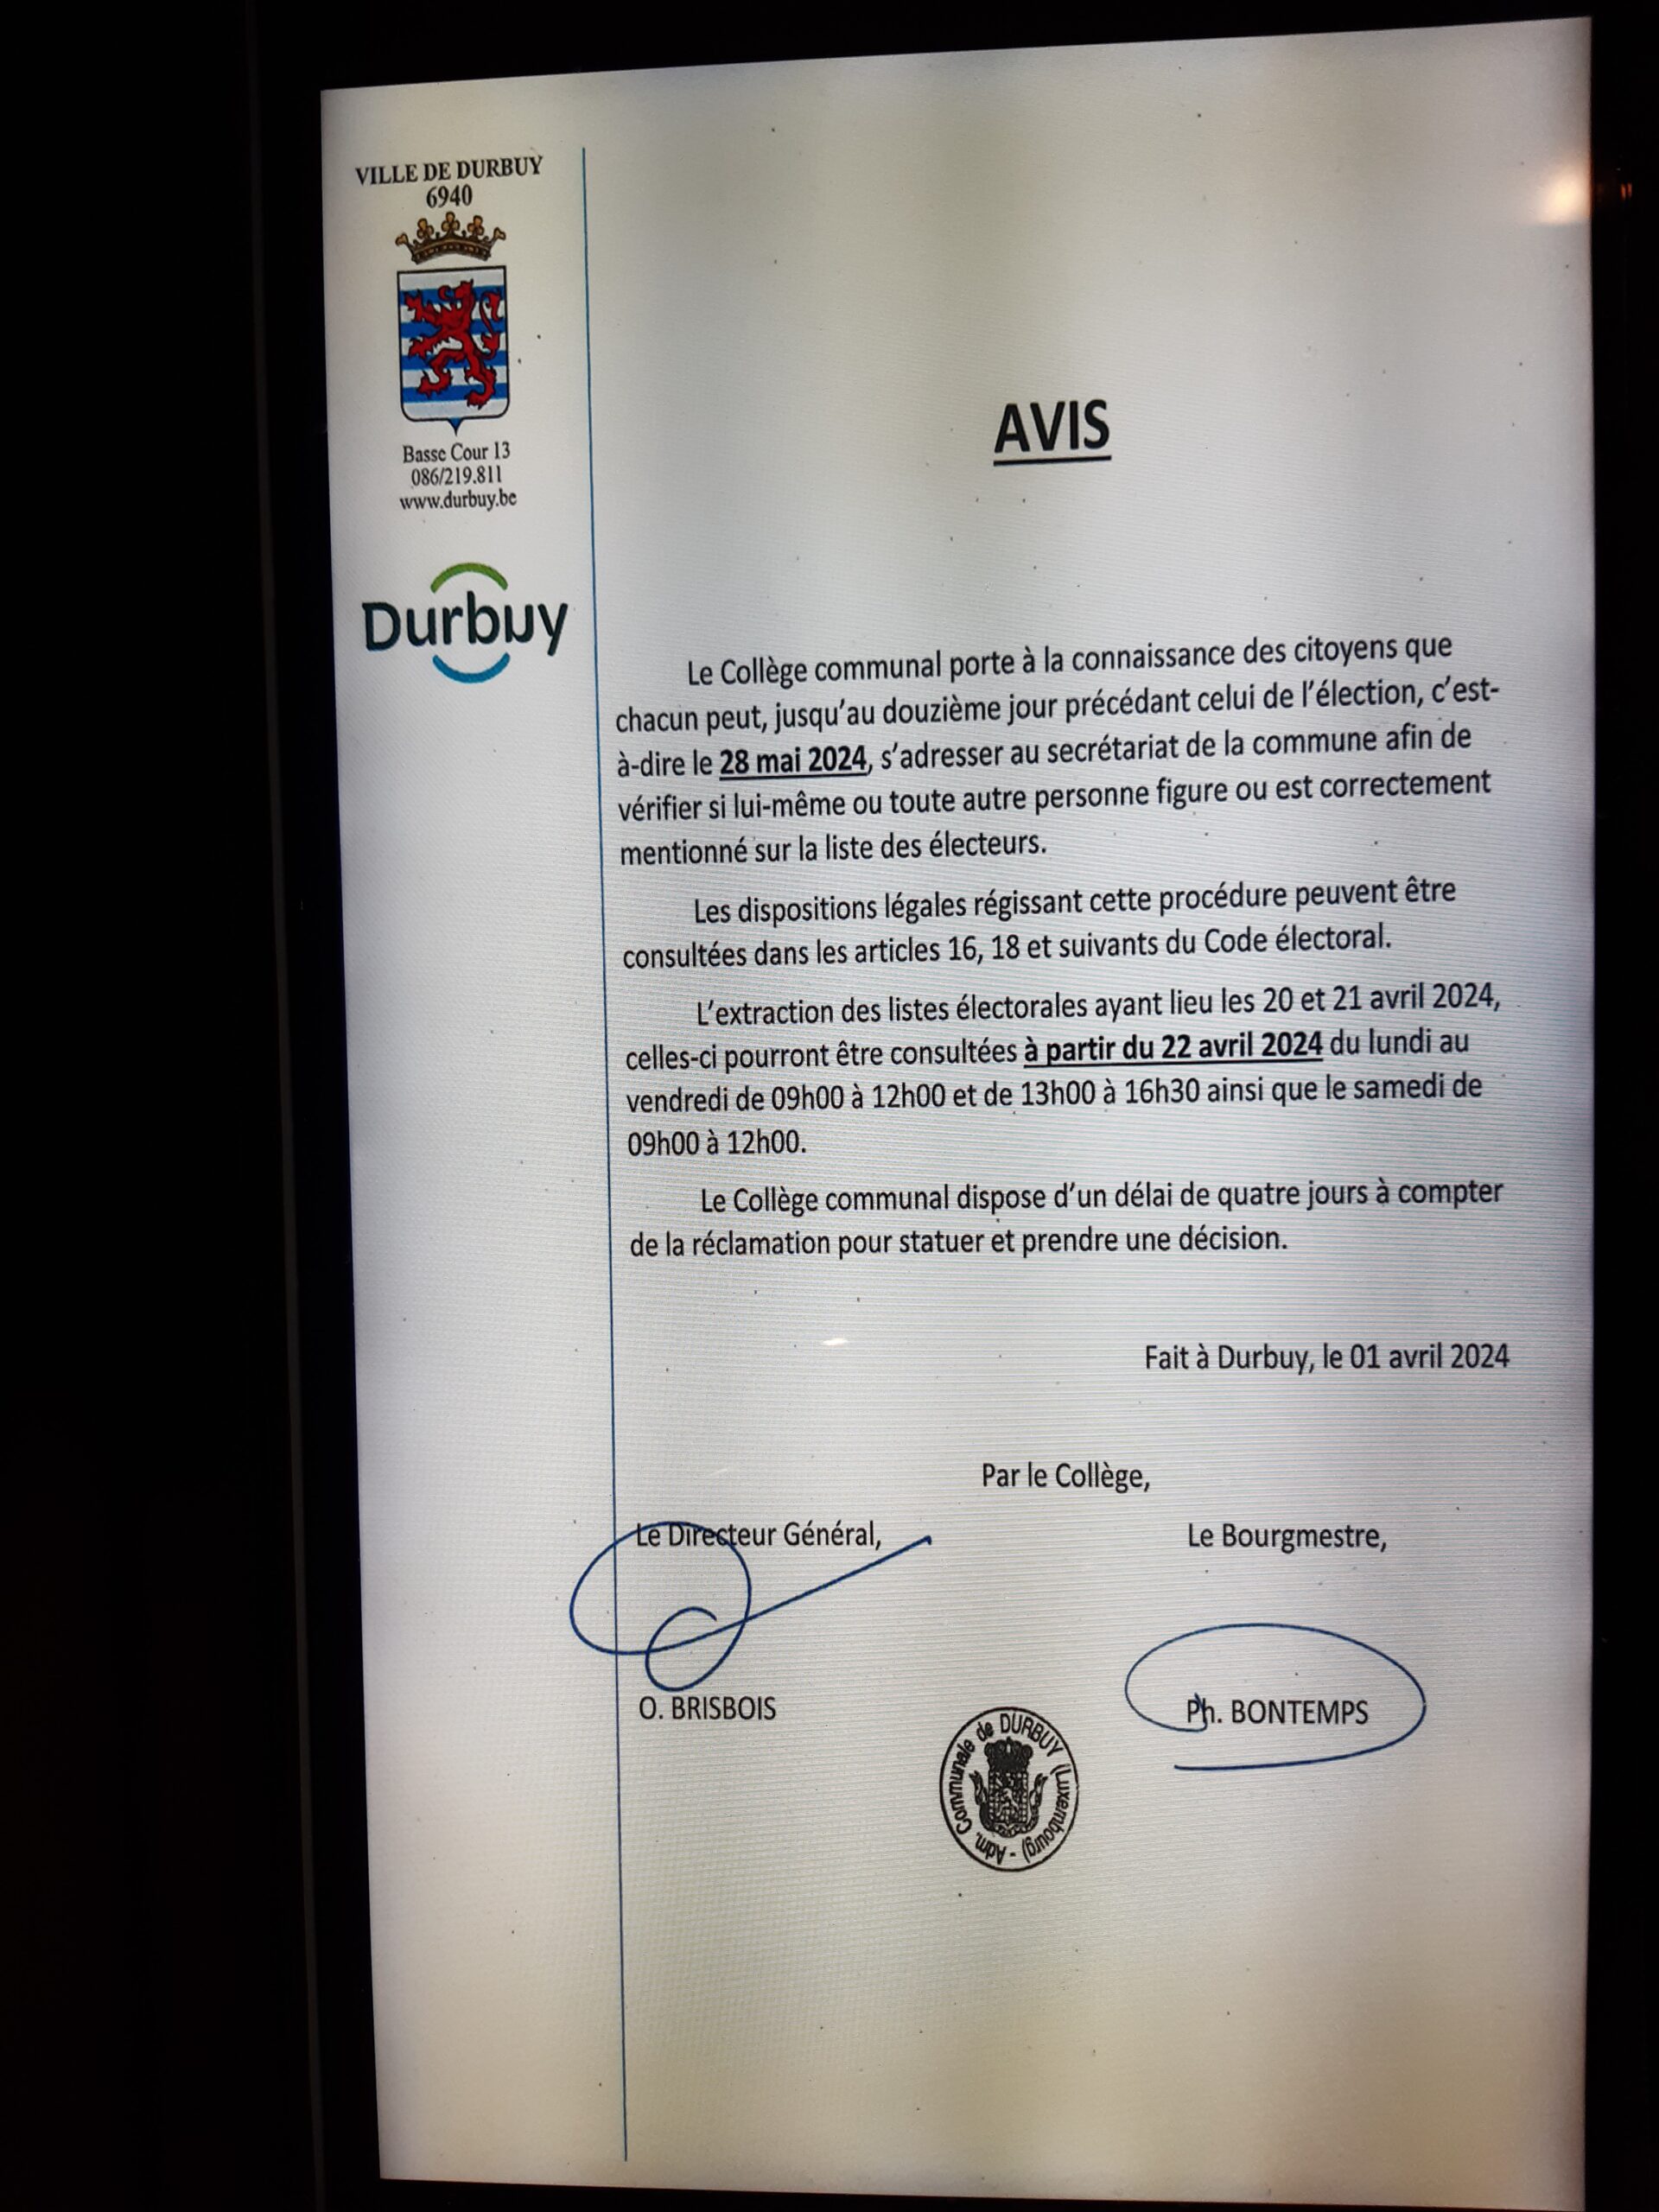 VILLE DE DURBUY
6940
Basse Cour 13
086/219.811
www.durbuy.be
Durbuy
AVIS
Le Collège communal porte à la connaissance des citoyens que
chacun peut, jusqu'au douzième jour précédant celui de l'élection, c'est-
à-dire le 28 mai 2024, s'adresser au secrétariat de la commune afin de
vérifier si lui-même ou toute autre personne figure ou est correctement
mentionné sur la liste des électeurs.
Les dispositions légales régissant cette procédure peuvent être
consultées dans les articles 16, 18 et suivants du Code électoral.
L'extraction des listes électorales ayant lieu les 20 et 21 avril 2024,
celles-ci pourront être consultées à partir du 22 avril 2024 du lundi au
vendredi de 09h00 à 12h00 et de 13h00 à 16h30 ainsi que le samedi de
09h00 à 12h00.
Le Collège communal dispose d'un délai de quatre jours à compter
de la réclamation pour statuer et prendre une décision.
Fait à Durbuy, le 01 avril 2024
Par le Collège,
Le Directeur Général,
Le Bourgmestre,
O. BRISBOIS
Ph. BONTEMPS
Adm. Communale de DURBUY (Luxembourg) -